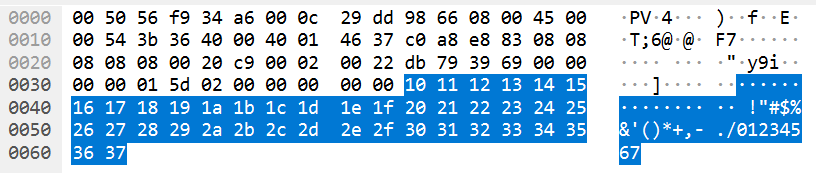 0000 00 50 56 f9 34 a6 00 0c 29 dd 98 66 08 00 45 00 ·PV·4··· )··f··E·
0010 00 54 3b 36 40 00 40 01 46 37 c0 a8 e8 83 08 08 ·T;6@·@· F7······
0020 08 08 08 00 20 c9 00 02 00 22 db 79 39 69 00 00 ···· ··· ·"·y9i··
0030 00 00 01 5d 02 00 00 00 00 00 10 11 12 13 14 15 ···]···· ········
0040 16 17 18 19 1a 1b 1c 1d 1e 1f 20 21 22 23 24 25 ········ ·· !"#$%
0050 26 27 28 29 2a 2b 2c 2d 2e 2f 30 31 32 33 34 35 &'()*+,- ./012345
0060 36 37 67